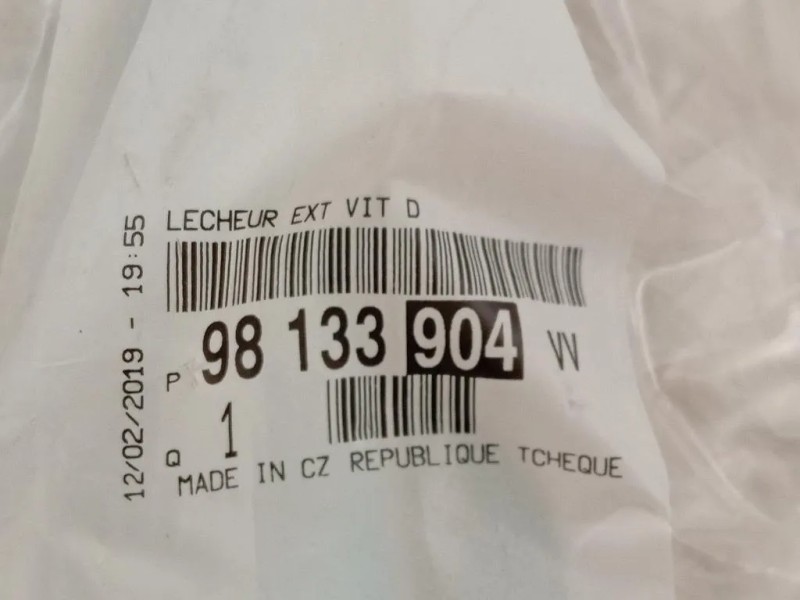 LECHEUR EXT VIT D
P 98 133 904 VV
Q 1
MADE IN CZ REPUBLIQUE TCHEQUE
12/02/2019 - 19:55